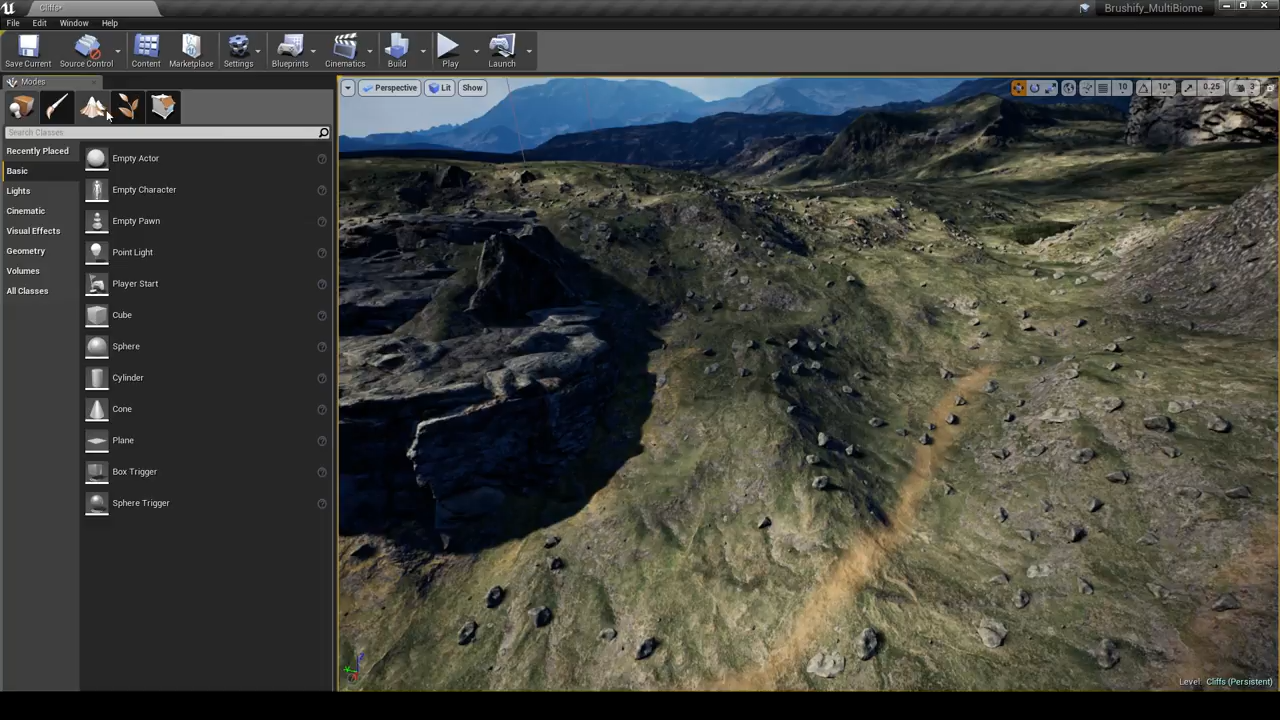 Cliffs*
Brushify_MultiBiome
File Edit Window Help
Save Current Source Control Content Marketplace Settings Blueprints Cinematics Build Play Launch
Modes
Perspective Lit Show
10 10° 0.25 3
Search Classes
Recently Placed
Basic
Lights
Cinematic
Visual Effects
Geometry
Volumes
All Classes
Empty Actor
Empty Character
Empty Pawn
Point Light
Player Start
Cube
Sphere
Cylinder
Cone
Plane
Box Trigger
Sphere Trigger
Level: Cliffs (Persistent)